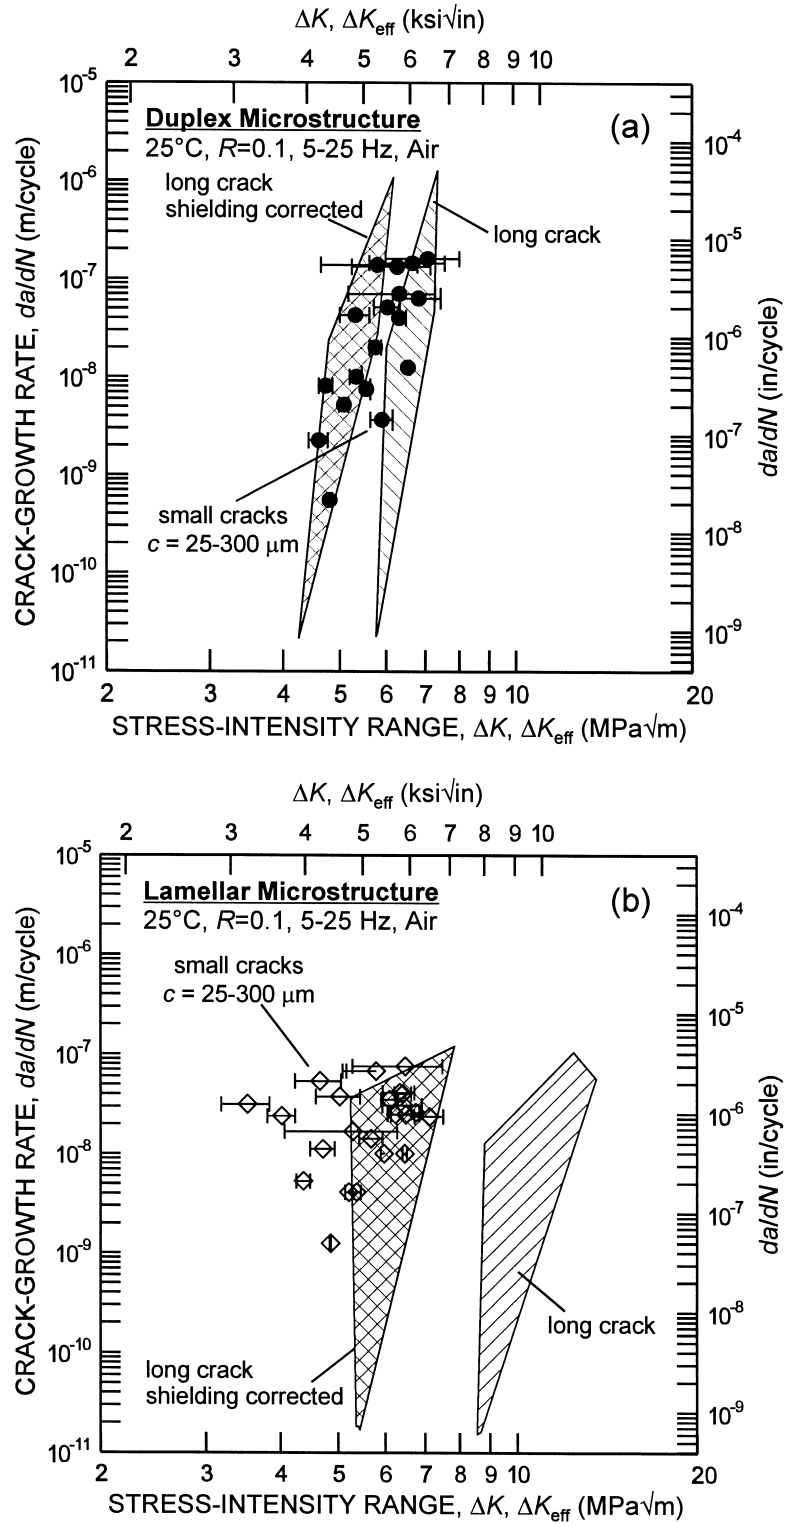 ΔK, ΔKeff (ksi√in)
2 3 4 5 6 7 8 9 10
10-5
10-6
10-7
10-8
10-9
10-10
10-11
CRACK-GROWTH RATE, da/dN (m/cycle)
Duplex Microstructure
(a)
25°C, R=0.1, 5-25 Hz, Air
long crack
shielding corrected
long crack
small cracks
c = 25-300 μm
10-4
10-5
10-6
10-7
10-8
10-9
da/dN (in/cycle)
2 3 4 5 6 7 8 9 10 20
STRESS-INTENSITY RANGE, ΔK, ΔKeff (MPa√m)
ΔK, ΔKeff (ksi√in)
2 3 4 5 6 7 8 9 10
10-5
10-6
10-7
10-8
10-9
10-10
10-11
CRACK-GROWTH RATE, da/dN (m/cycle)
Lamellar Microstructure
(b)
25°C, R=0.1, 5-25 Hz, Air
small cracks
c = 25-300 μm
long crack
long crack
shielding corrected
10-4
10-5
10-6
10-7
10-8
10-9
da/dN (in/cycle)
2 3 4 5 6 7 8 9 10 20
STRESS-INTENSITY RANGE, ΔK, ΔKeff (MPa√m)